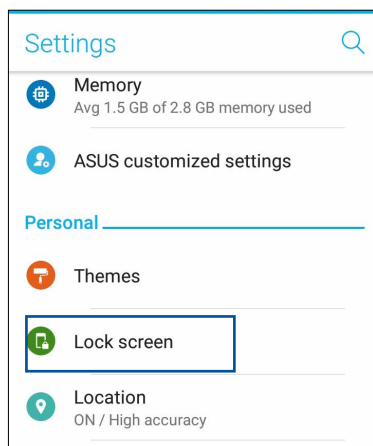 Settings
Memory
Avg 1.5 GB of 2.8 GB memory used
ASUS customized settings
Personal
Themes
Lock screen
Location
ON / High accuracy